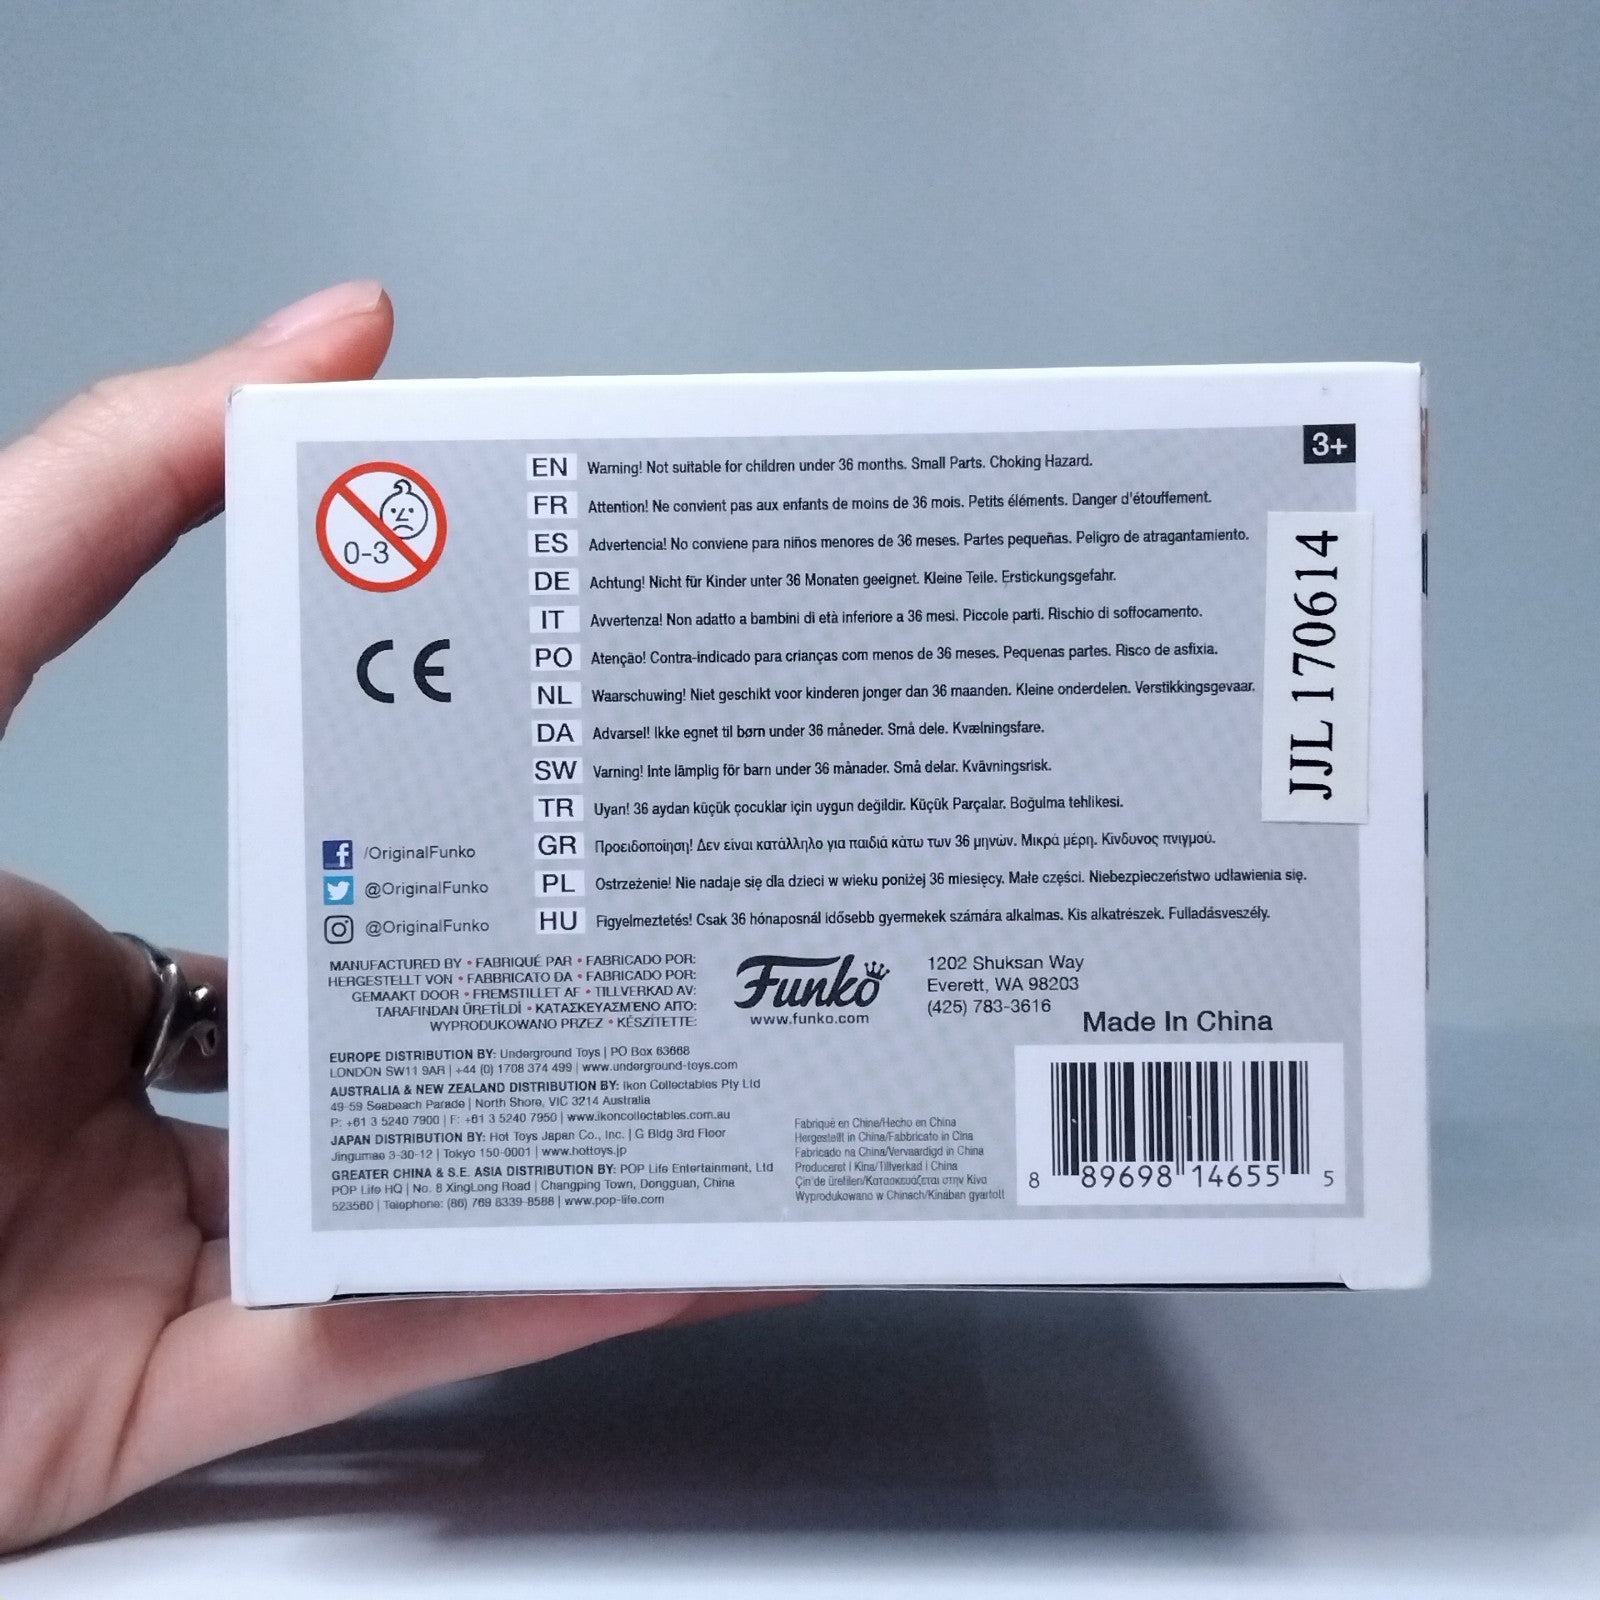 3+
0-3
CE
EN Warning! Not suitable for children under 36 months. Small Parts. Choking Hazard.
FR Attention! Ne convient pas aux enfants de moins de 36 mois. Petits éléments. Danger d'étouffement.
ES Advertencia! No conviene para niños menores de 36 meses. Partes pequeñas. Peligro de atragantamiento.
DE Achtung! Nicht für Kinder unter 36 Monaten geeignet. Kleine Teile. Erstickungsgefahr.
IT Avvertenza! Non adatto a bambini di età inferiore a 36 mesi. Piccole parti. Rischio di soffocamento.
PO Atenção! Contra-indicado para crianças com menos de 36 meses. Pequenas partes. Risco de asfixia.
NL Waarschuwing! Niet geschikt voor kinderen jonger dan 36 maanden. Kleine onderdelen. Verstikkingsgevaar.
DA Advarsel! Ikke egnet til børn under 36 måneder. Små dele. Kvælningsfare.
SW Varning! Inte lämplig för barn under 36 månader. Små delar. Kvävningsrisk.
TR Uyan! 36 aydan küçük çocuklar için uygun değildir. Küçük Parçalar. Boğulma tehlikesi.
GR Προειδοποίηση! Δεν είναι κατάλληλο για παιδιά κάτω των 36 μηνών. Μικρά μέρη. Κίνδυνος πνιγμού.
PL Ostrzeżenie! Nie nadaje się dla dzieci w wieku poniżej 36 miesięcy. Małe części. Niebezpieczeństwo udławienia się.
HU Figyelmeztetés! Csak 36 hónaposnál idősebb gyermekek számára alkalmas. Kis alkatrészek. Fulladásveszély.
JJL 170614
f /OriginalFunko
@OriginalFunko
@OriginalFunko
MANUFACTURED BY • FABRIQUÉ PAR • FABRICADO POR:
HERGESTELLT VON • FABBRICATO DA • FABRICADO POR:
GEMAAKT DOOR • FREMSTILLET AF • TILLVERKAD AV:
TARAFINDAN ÜRETİLDİ • ΚΑΤΑΣΚΕΥΑΣΜΈΝΟ ΑΠΌ:
WYPRODUKOWANO PRZEZ • KÉSZÍTETTE:
Funko
www.funko.com
1202 Shuksan Way
Everett, WA 98203
(425) 783-3616
Made In China
EUROPE DISTRIBUTION BY: Underground Toys | PO Box 63668
LONDON SW11 9AR | +44 (0) 1708 374 499 | www.underground-toys.com
AUSTRALIA & NEW ZEALAND DISTRIBUTION BY: Ikon Collectables Pty Ltd
49-59 Seabeach Parade | North Shore, VIC 3214 Australia
P: +61 3 5240 7900 | F: +61 3 5240 7950 | www.ikoncollectables.com.au
JAPAN DISTRIBUTION BY: Hot Toys Japan Co., Inc. | G Bldg 3rd Floor
Jingumae 3-30-12 | Tokyo 150-0001 | www.hottoys.jp
GREATER CHINA & S.E. ASIA DISTRIBUTION BY: POP Life Entertainment, Ltd
POP Life HQ | No. 8 XingLong Road | Changping Town, Dongguan, China
523560 | Telephone: (86) 769 8339-8588 | www.pop-life.com
Fabriqué en Chine/Hecho en China
Hergestellt in China/Fabbricato in Cina
Fabricado na China/Vervaardigd in China
Produceret i Kina/Tillverkad i China
Çin'de üretilen/Κατασκευάζεται στην Κίνα
Wyprodukowano w Chinach/Kínában gyártott
8 89698 14655 5